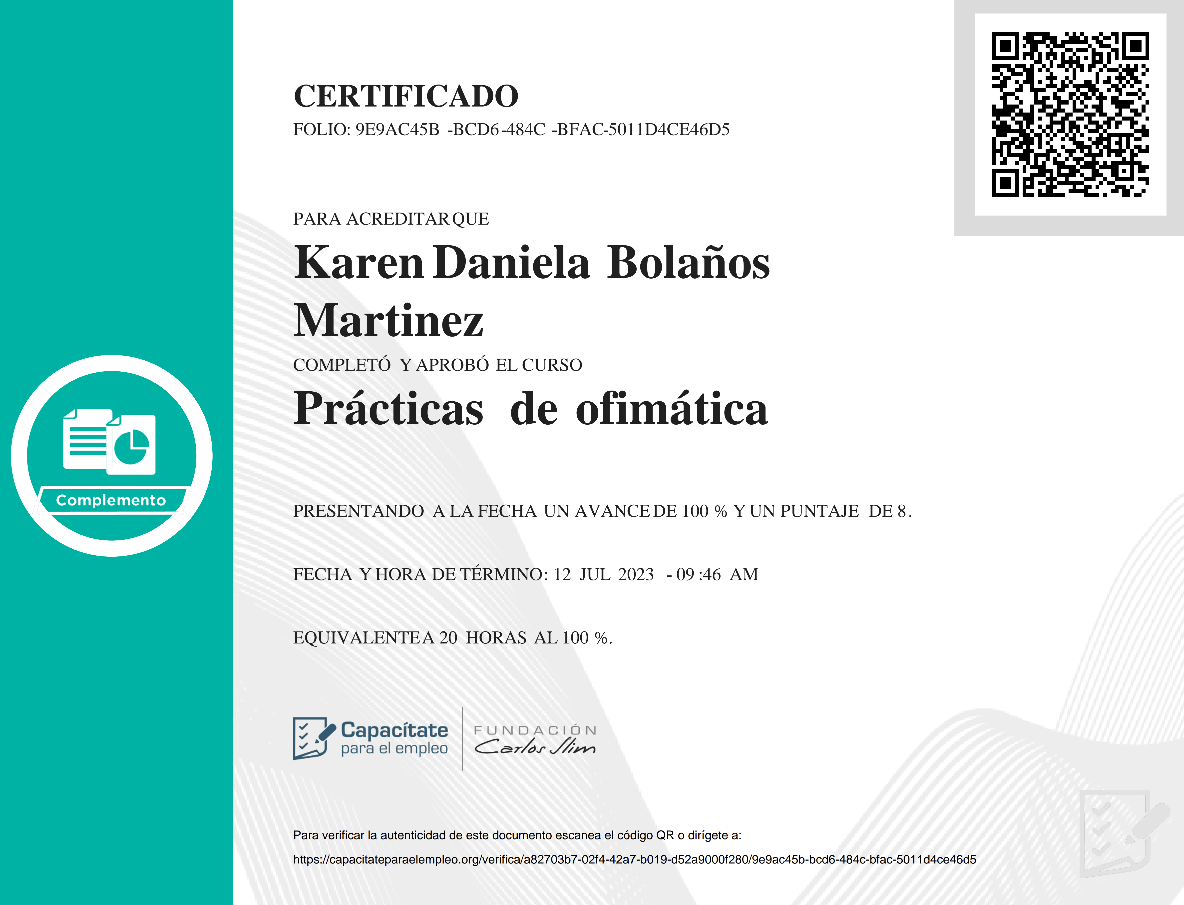 CERTIFICADO
FOLIO: 9E9AC45B -BCD6-484C -BFAC-5011D4CE46D5
PARA ACREDITAR QUE
Karen Daniela Bolaños
Martinez
COMPLETÓ Y APROBÓ EL CURSO
Prácticas de ofimática
Complemento
PRESENTANDO A LA FECHA UN AVANCE DE 100 % Y UN PUNTAJE DE 8.
FECHA Y HORA DE TÉRMINO: 12 JUL 2023 - 09:46 AM
EQUIVALENTE A 20 HORAS AL 100 %.
Capacítate
para el empleo
FUNDACIÓN
Carlos Slim
Para verificar la autenticidad de este documento escanea el código QR o dirígete a:
https://capacitateparaelempleo.org/verifica/a82703b7-02f4-42a7-b019-d52a9000f280/9e9ac45b-bcd6-484c-bfac-5011d4ce46d5